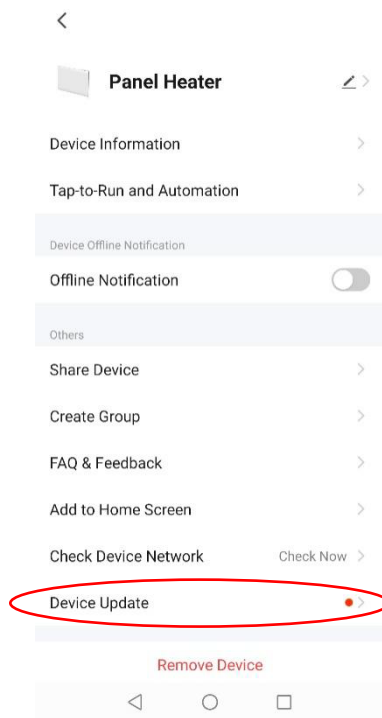 Panel Heater
Device Information
Tap-to-Run and Automation
Device Offline Notification
Offline Notification
Others
Share Device
Create Group
FAQ & Feedback
Add to Home Screen
Check Device Network Check Now
Device Update
Remove Device